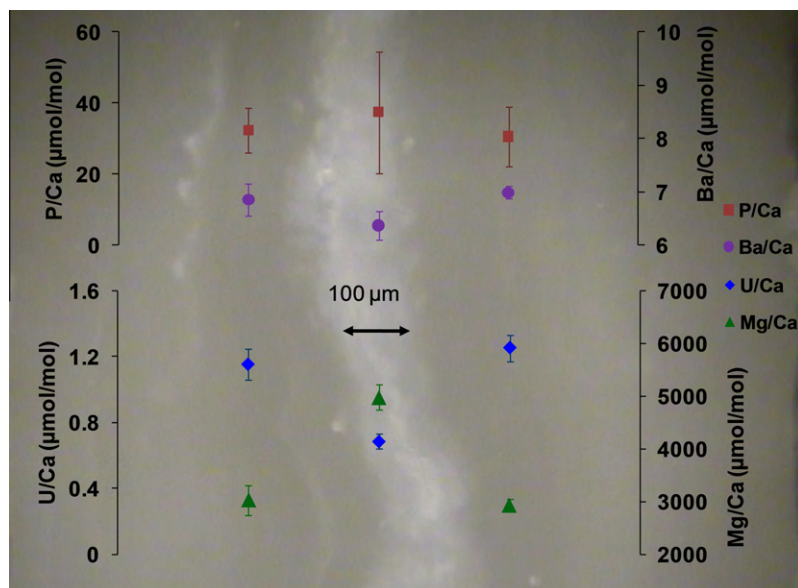 60
40
20
0
P/Ca (µmol/mol)
10
9
8
7
6
Ba/Ca (µmol/mol)
P/Ca
Ba/Ca
U/Ca
Mg/Ca
100 µm
1.6
1.2
0.8
0.4
0
U/Ca (µmol/mol)
7000
6000
5000
4000
3000
2000
Mg/Ca (µmol/mol)